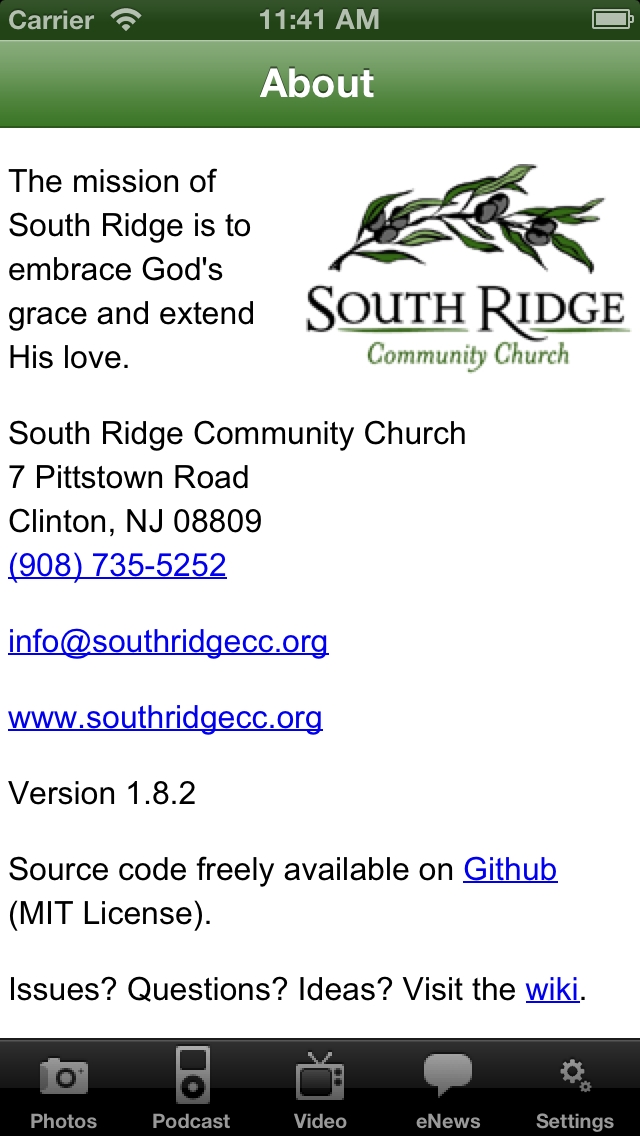 Carrier 11:41 AM
About
The mission of
South Ridge is to
embrace God's
grace and extend
His love.
SOUTH RIDGE
Community Church
South Ridge Community Church
7 Pittstown Road
Clinton, NJ 08809
(908) 735-5252
info@southridgecc.org
www.southridgecc.org
Version 1.8.2
Source code freely available on Github
(MIT License).
Issues? Questions? Ideas? Visit the wiki.
Photos Podcast Video eNews Settings